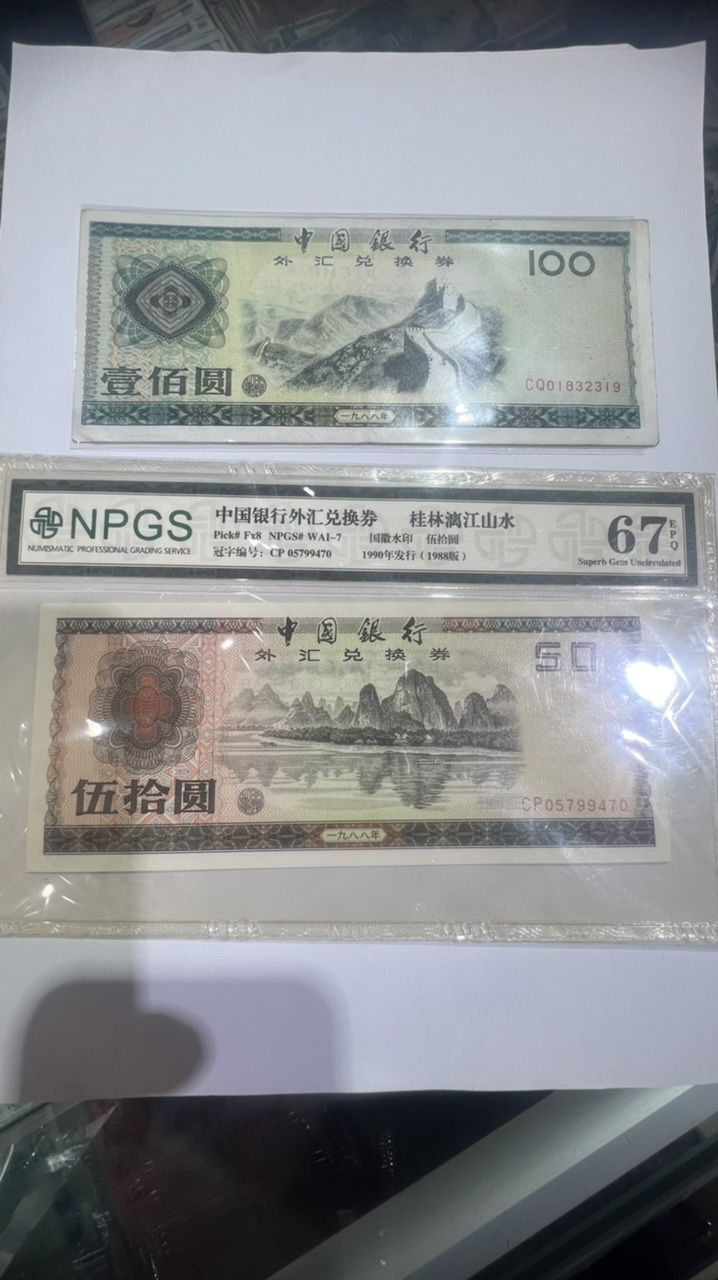 中国銀行
外汇兑换券
100
壹佰圆
CQ01832319
一九八八年
NPGS
NUMISMATIC PROFESSIONAL GRADING SERVICE
中国银行外汇兑换券 桂林漓江山水
Pick# Fx8 NPGS# WAI-7 国徽水印 伍拾圆
冠字编号: CP 05799470 1990年发行(1988版)
67 EPQ
Superb Gem Uncirculated
中国銀行
外汇兑换券
50
伍拾圆
CP05799470
一九八八年